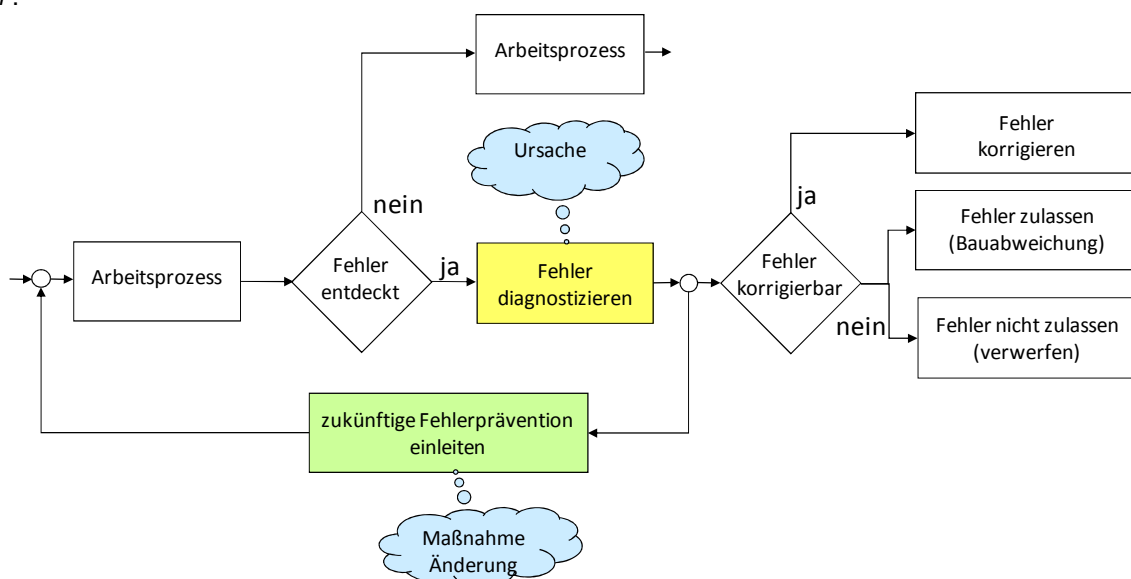 Arbeitsprozess
Ursache
Fehler
korrigieren
ja
nein
Fehler zulassen
(Bauabweichung)
Arbeitsprozess
Fehler
entdeckt
ja
Fehler
diagnostizieren
Fehler
korrigierbar
nein
Fehler nicht zulassen
(verwerfen)
zukünftige Fehlerprävention
einleiten
Maßnahme
Änderung